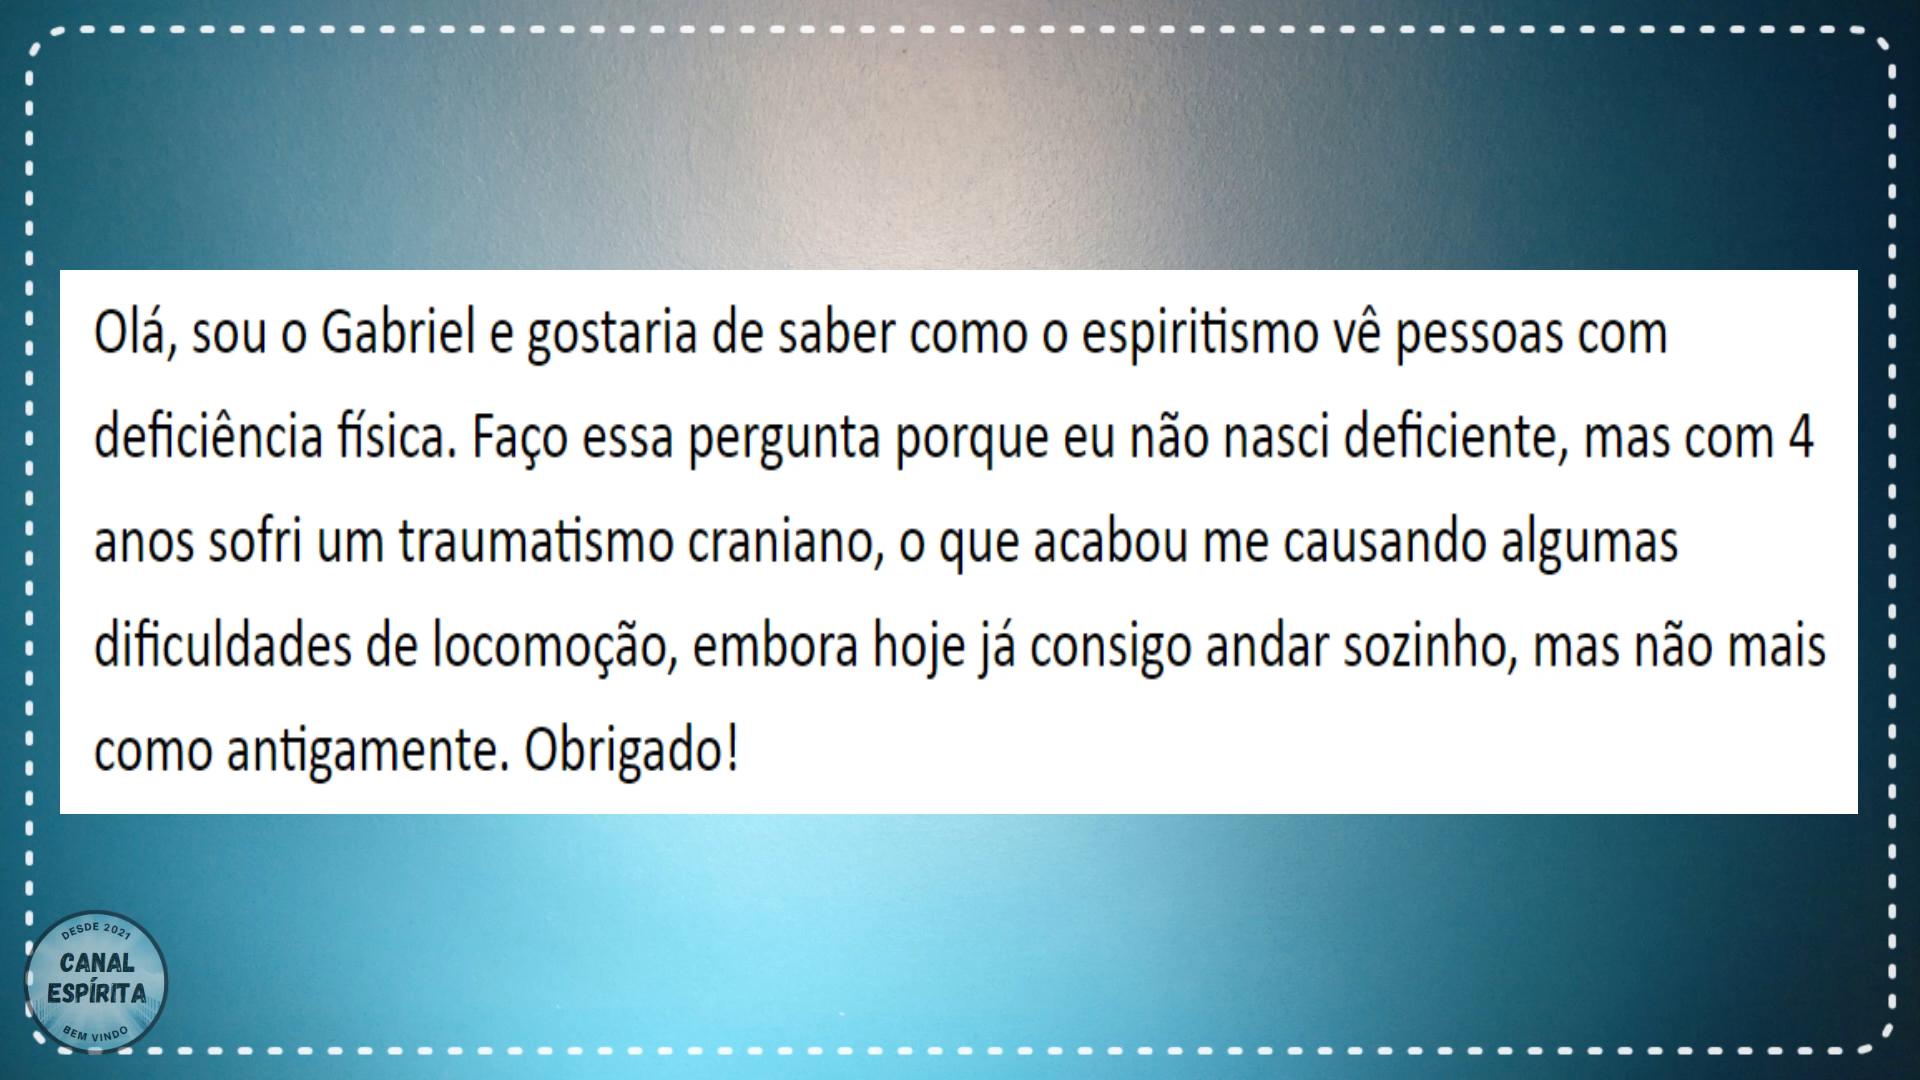 Olá, sou o Gabriel e gostaria de saber como o espiritismo vê pessoas com
deficiência física. Faço essa pergunta porque eu não nasci deficiente, mas com 4
anos sofri um traumatismo craniano, o que acabou me causando algumas
dificuldades de locomoção, embora hoje já consigo andar sozinho, mas não mais
como antigamente. Obrigado!
DESDE 2021
CANAL
ESPÍRITA
BEM VINDO